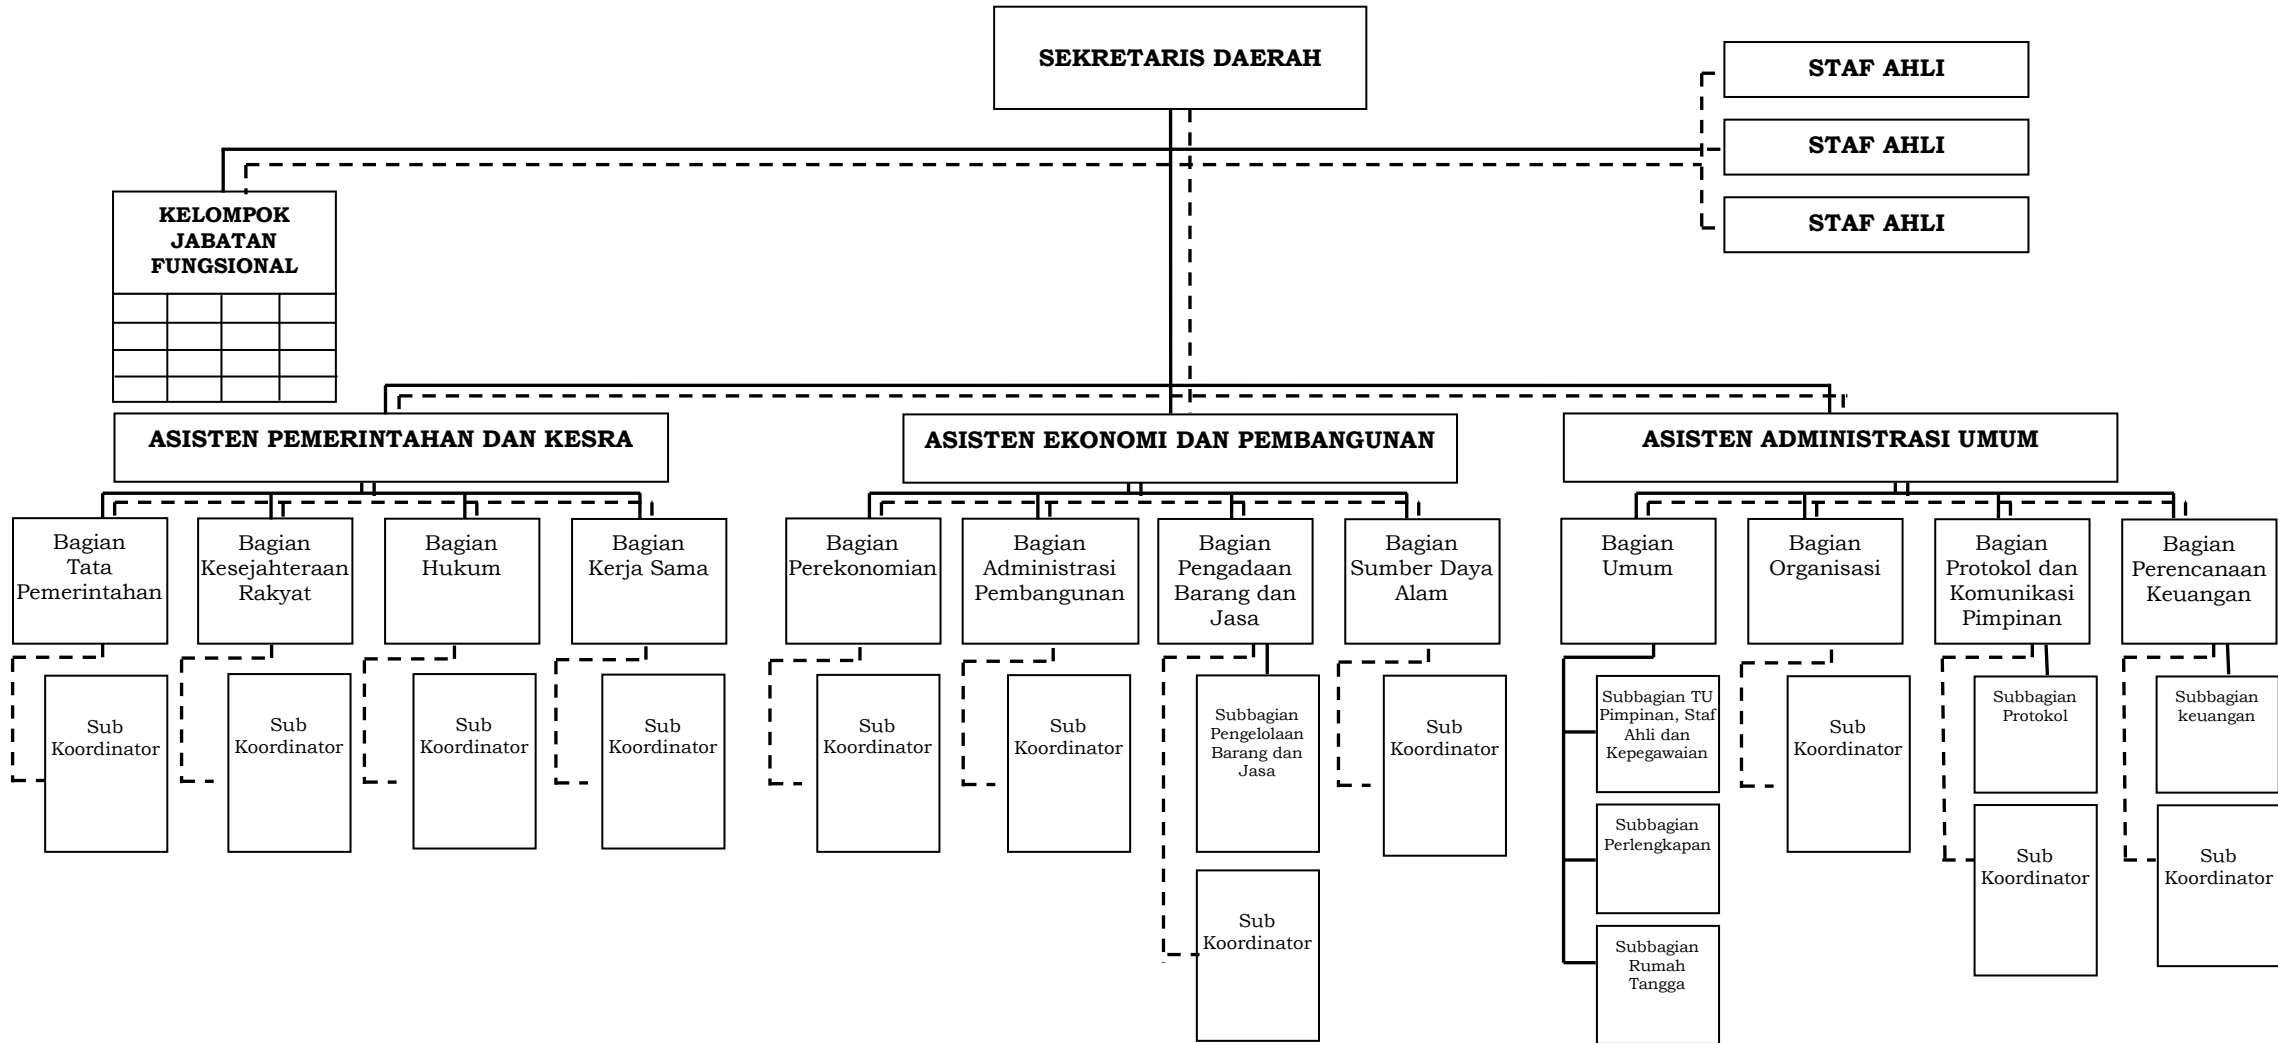 SEKRETARIS DAERAH
STAF AHLI
STAF AHLI
STAF AHLI
KELOMPOK
JABATAN
FUNGSIONAL
ASISTEN PEMERINTAHAN DAN KESRA
ASISTEN EKONOMI DAN PEMBANGUNAN
ASISTEN ADMINISTRASI UMUM
Bagian
Tata
Pemerintahan
Bagian
Kesejahteraan
Rakyat
Bagian
Hukum
Bagian
Kerja Sama
Bagian
Perekonomian
Bagian
Administrasi
Pembangunan
Bagian
Pengadaan
Barang dan
Jasa
Bagian
Sumber Daya
Alam
Bagian
Umum
Bagian
Organisasi
Bagian
Protokol dan
Komunikasi
Pimpinan
Bagian
Perencanaan
Keuangan
Sub
Koordinator
Sub
Koordinator
Sub
Koordinator
Sub
Koordinator
Sub
Koordinator
Sub
Koordinator
Subbagian
Pengelolaan
Barang dan
Jasa
Sub
Koordinator
Sub
Koordinator
Subbagian TU
Pimpinan, Staf
Ahli dan
Kepegawaian
Subbagian
Perlengkapan
Subbagian
Rumah
Tangga
Sub
Koordinator
Subbagian
Protokol
Sub
Koordinator
Subbagian
keuangan
Sub
Koordinator